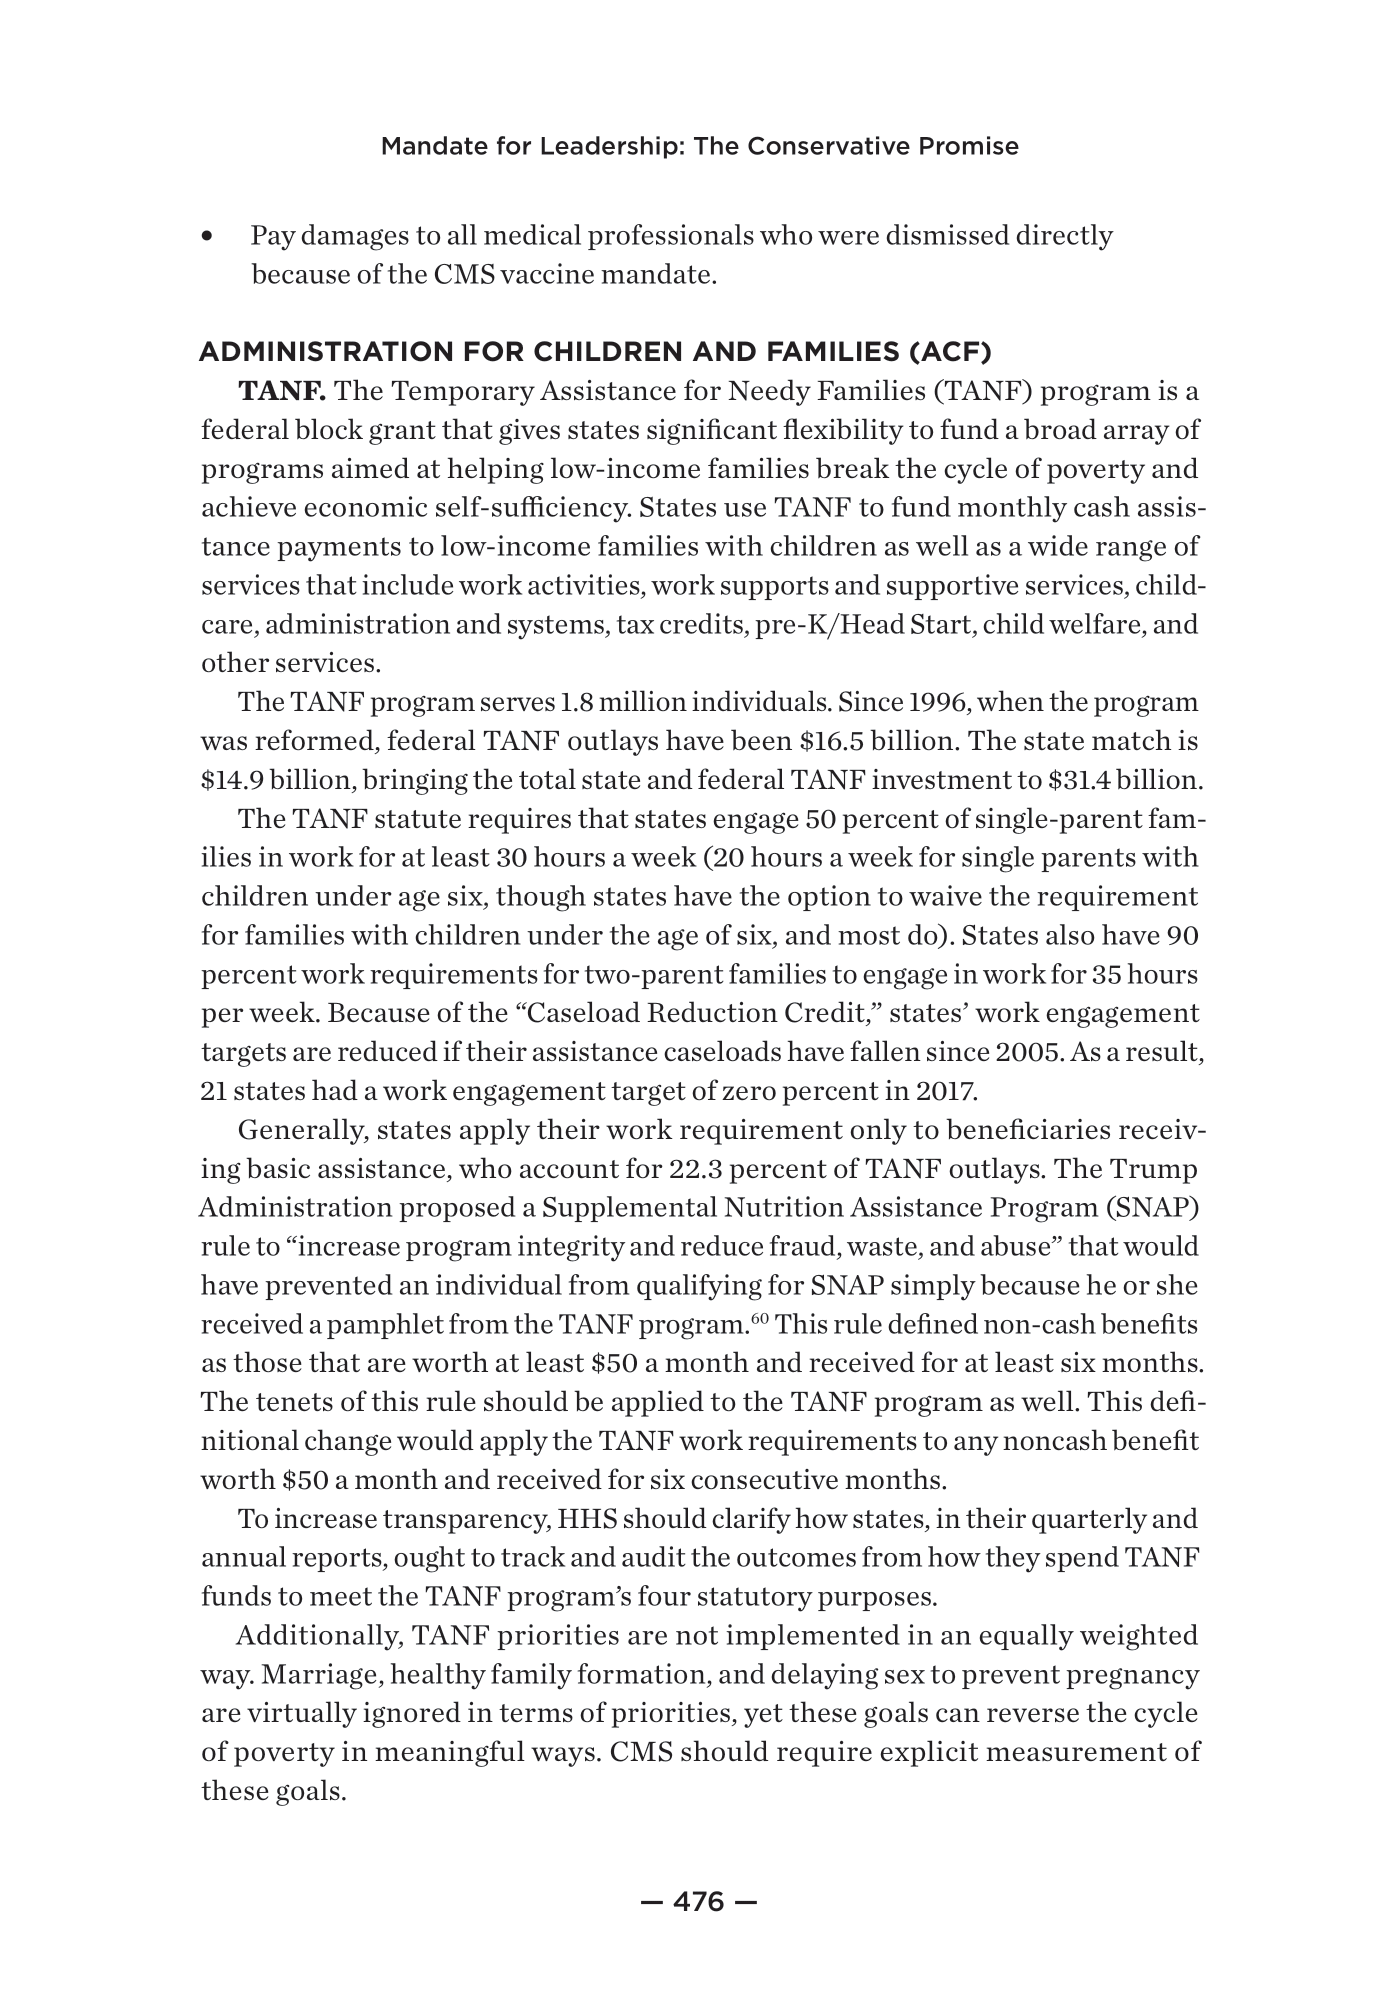 Mandate for Leadership: The Conservative Promise
• Pay damages to all medical professionals who were dismissed directly
because of the CMS vaccine mandate.
ADMINISTRATION FOR CHILDREN AND FAMILIES (ACF)
TANF. The Temporary Assistance for Needy Families (TANF) program is a
federal block grant that gives states significant flexibility to fund a broad array of
programs aimed at helping low-income families break the cycle of poverty and
achieve economic self-sufficiency. States use TANF to fund monthly cash assis-
tance payments to low-income families with children as well as a wide range of
services that include work activities, work supports and supportive services, child-
care, administration and systems, tax credits, pre-K/Head Start, child welfare, and
other services.
The TANF program serves 1.8 million individuals. Since 1996, when the program
was reformed, federal TANF outlays have been $16.5 billion. The state match is
$14.9 billion, bringing the total state and federal TANF investment to $31.4 billion.
The TANF statute requires that states engage 50 percent of single-parent fam-
ilies in work for at least 30 hours a week (20 hours a week for single parents with
children under age six, though states have the option to waive the requirement
for families with children under the age of six, and most do). States also have 90
percent work requirements for two-parent families to engage in work for 35 hours
per week. Because of the “Caseload Reduction Credit,” states’ work engagement
targets are reduced if their assistance caseloads have fallen since 2005. As a result,
21 states had a work engagement target of zero percent in 2017.
Generally, states apply their work requirement only to beneficiaries receiv-
ing basic assistance, who account for 22.3 percent of TANF outlays. The Trump
Administration proposed a Supplemental Nutrition Assistance Program (SNAP)
rule to “increase program integrity and reduce fraud, waste, and abuse” that would
have prevented an individual from qualifying for SNAP simply because he or she
received a pamphlet from the TANF program.60 This rule defined non-cash benefits
as those that are worth at least $50 a month and received for at least six months.
The tenets of this rule should be applied to the TANF program as well. This defi-
nitional change would apply the TANF work requirements to any noncash benefit
worth $50 a month and received for six consecutive months.
To increase transparency, HHS should clarify how states, in their quarterly and
annual reports, ought to track and audit the outcomes from how they spend TANF
funds to meet the TANF program’s four statutory purposes.
Additionally, TANF priorities are not implemented in an equally weighted
way. Marriage, healthy family formation, and delaying sex to prevent pregnancy
are virtually ignored in terms of priorities, yet these goals can reverse the cycle
of poverty in meaningful ways. CMS should require explicit measurement of
these goals.
— 476 —